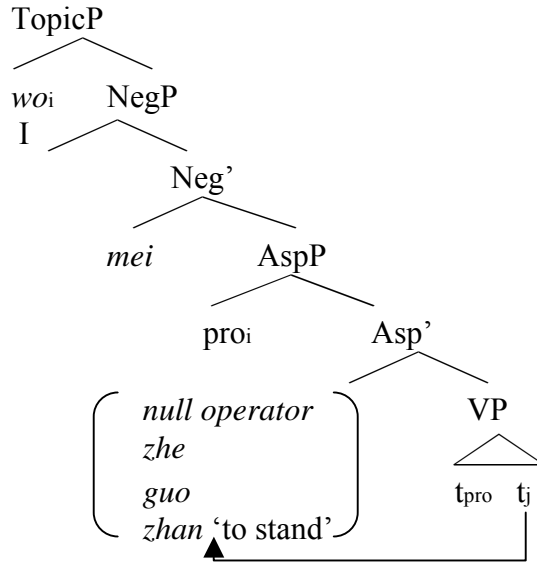 TopicP
woi NegP
I
Neg’
mei AspP
proi Asp’
null operator VP
zhe
guo tpro tj
zhan ‘to stand’